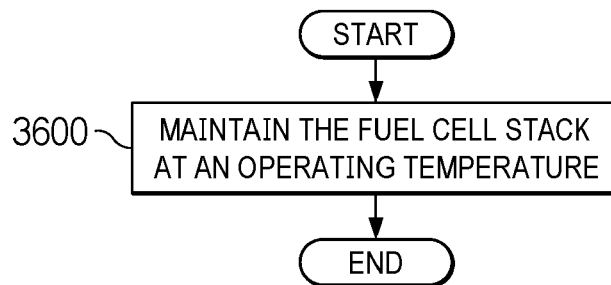 START
3600
MAINTAIN THE FUEL CELL STACK
AT AN OPERATING TEMPERATURE
END